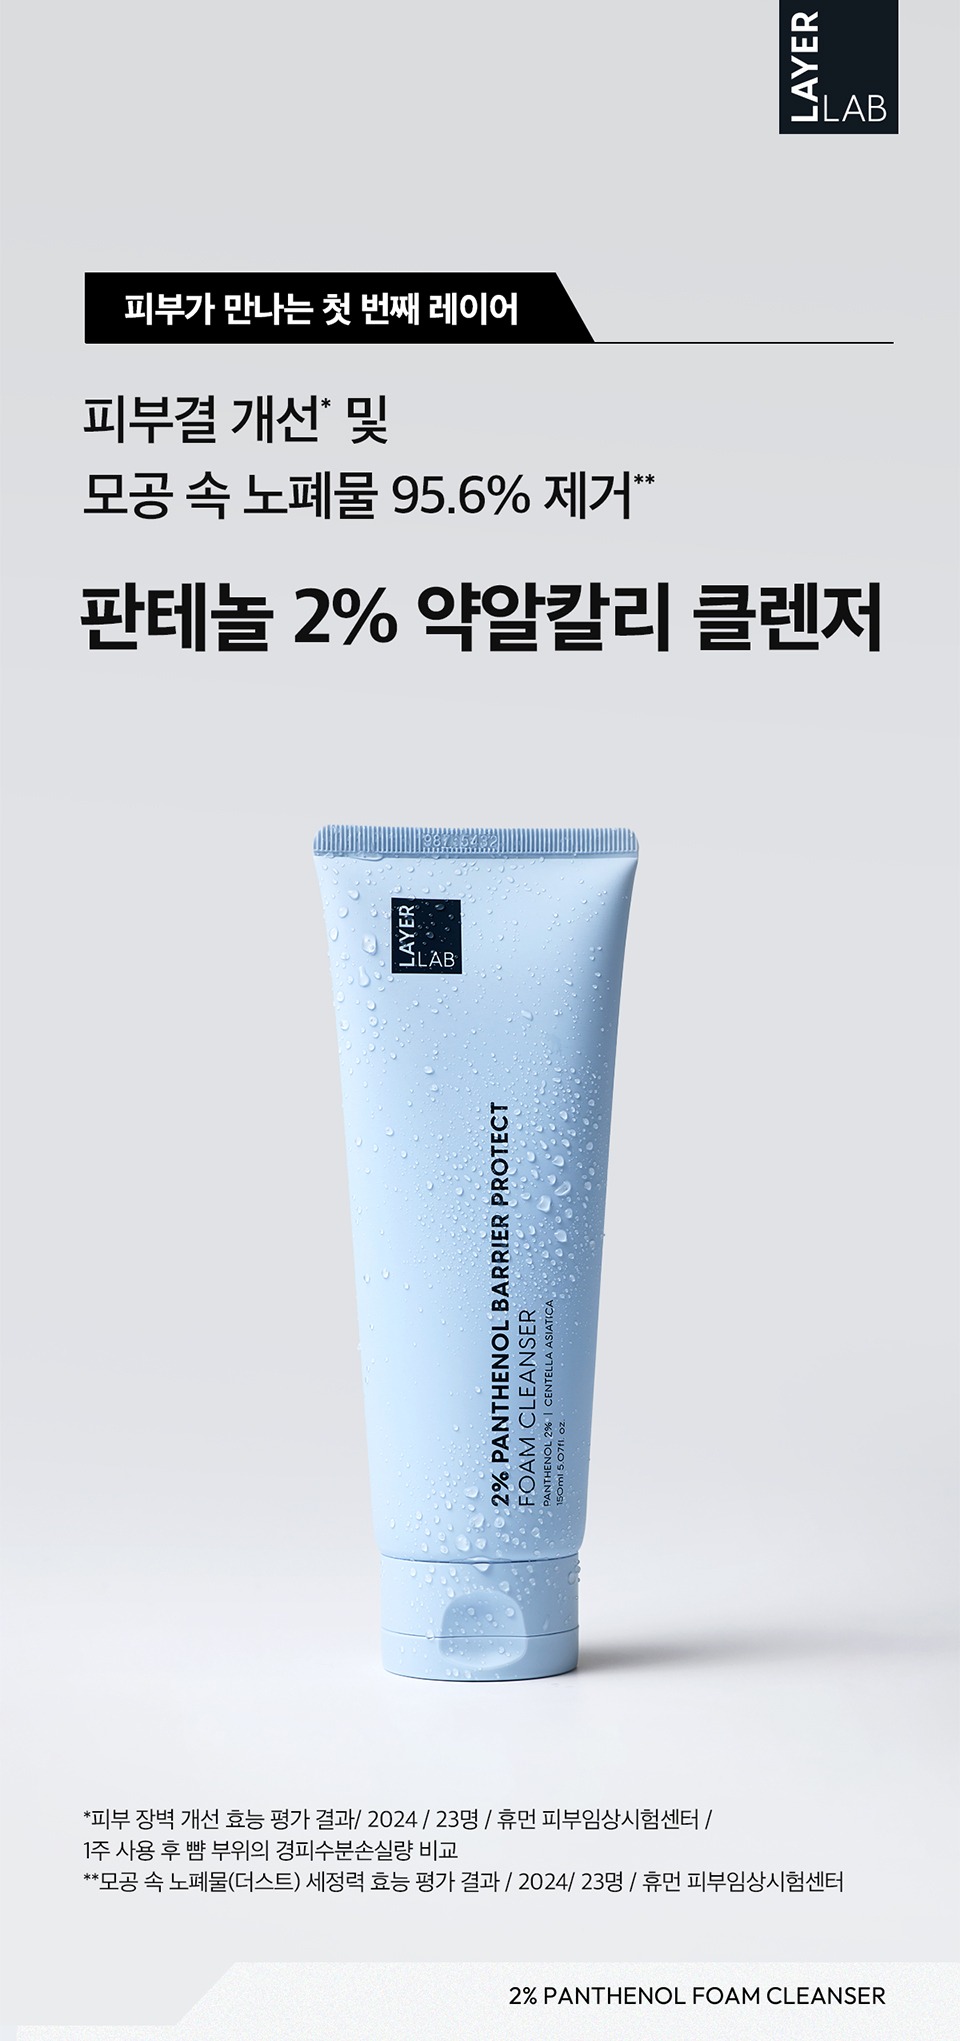 LAYER
LAB
피부가 만나는 첫 번째 레이어
피부결 개선* 및
모공 속 노폐물 95.6% 제거**
판테놀 2% 약알칼리 클렌저
LAYER
LAB
2% PANTHENOL BARRIER PROTECT
FOAM CLEANSER
PANTHENOL 2% | CENTELLA ASIATICA
150ml 5.07fl. oz.
*피부 장벽 개선 효능 평가 결과/ 2024 / 23명 / 휴먼 피부임상시험센터 /
1주 사용 후 뺨 부위의 경피수분손실량 비교
**모공 속 노폐물(더스트) 세정력 효능 평가 결과 / 2024/ 23명 / 휴먼 피부임상시험센터
2% PANTHENOL FOAM CLEANSER